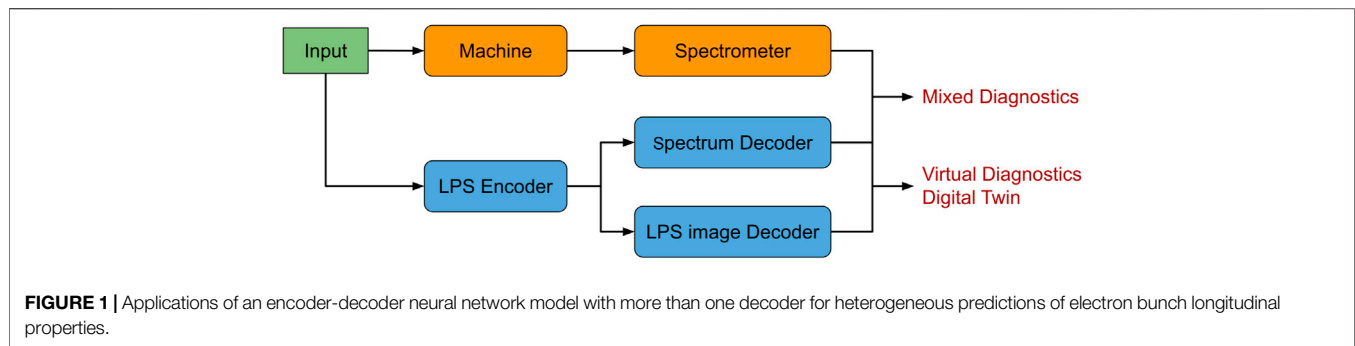 Input
Machine
Spectrometer
Mixed Diagnostics
Spectrum Decoder
LPS Encoder
Virtual Diagnostics
Digital Twin
LPS image Decoder
FIGURE 1 | Applications of an encoder-decoder neural network model with more than one decoder for heterogeneous predictions of electron bunch longitudinal
properties.